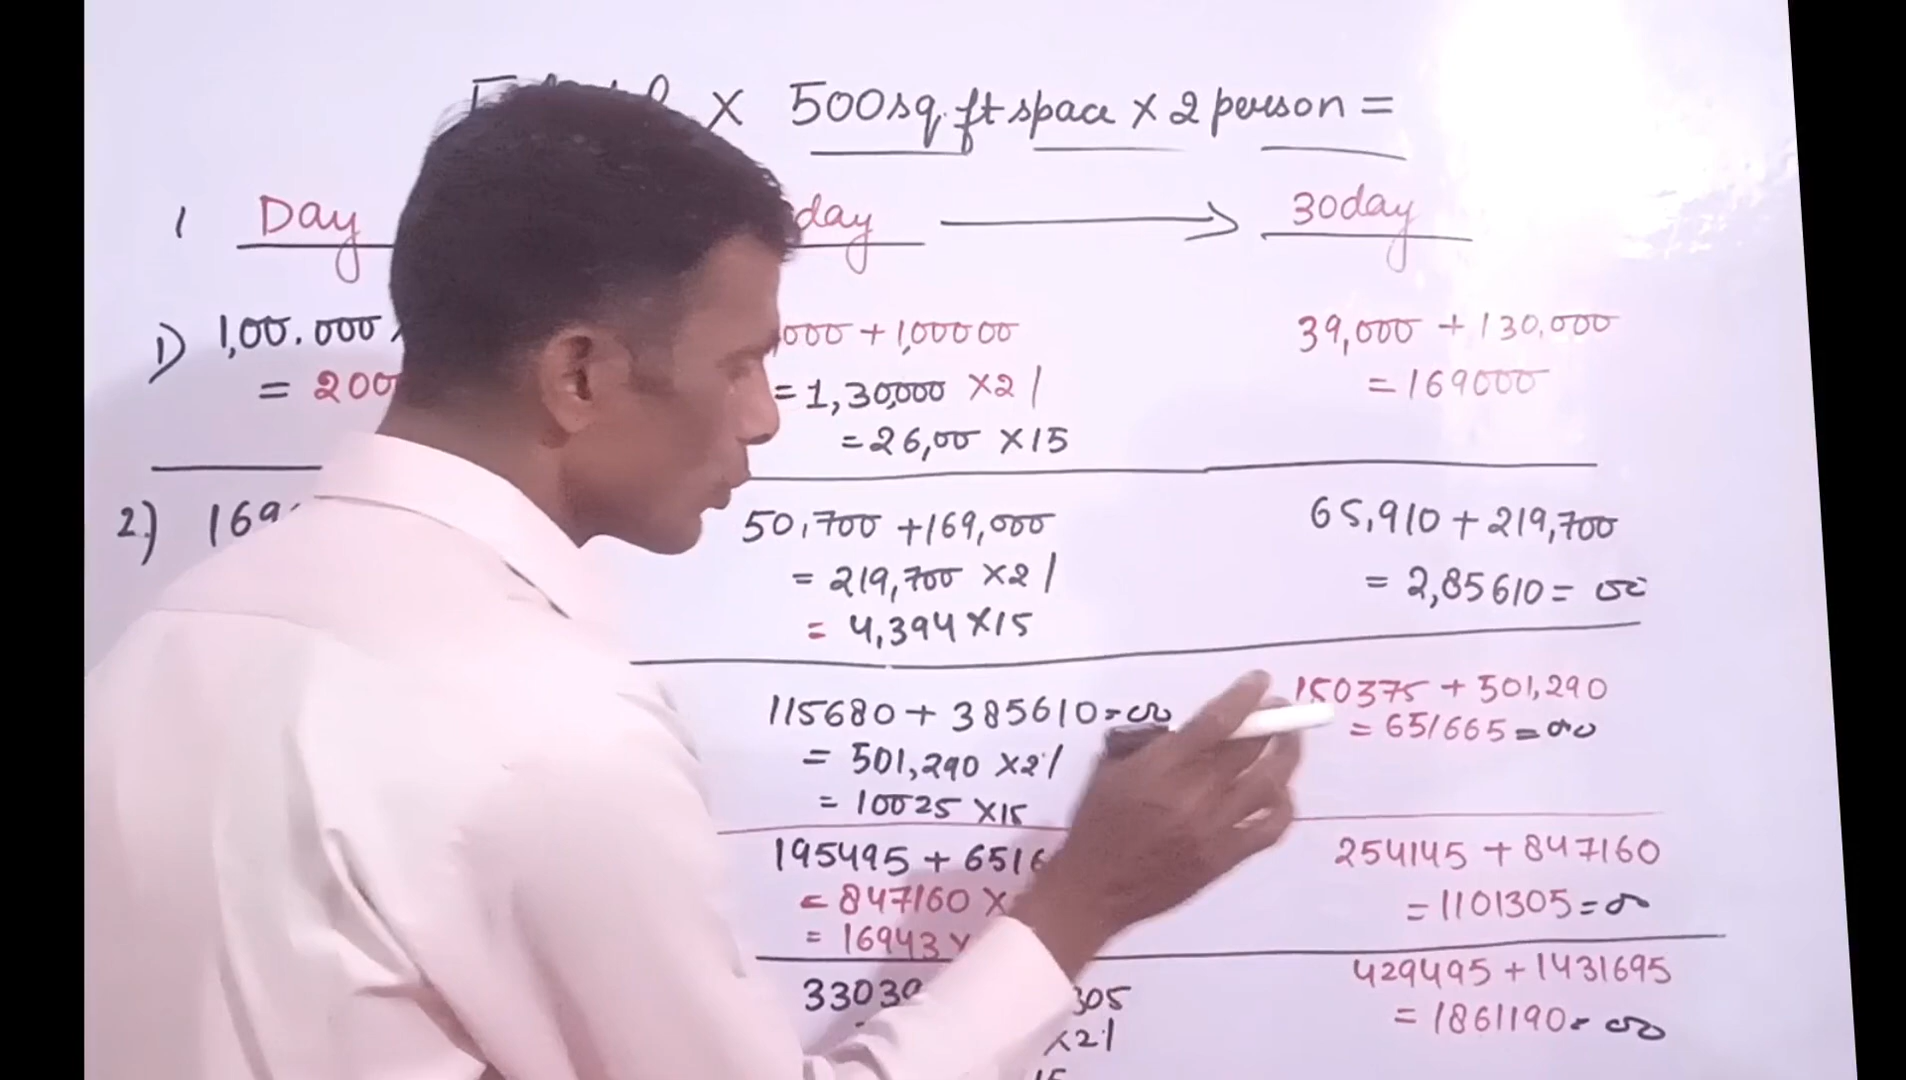 × 500sq.ft space × 2 person =
1 Day day → 30day
1) 1,00.000 000 + 1,00000 39,000 + 130,000
= 200 = 1,30,000 ×2% = 169000
= 26,00 ×15
2.) 169 50,700 + 169,000 65,910 + 219,700
= 219,700 ×2% = 2,85610 = ∞
= 4,394 ×15
115680 + 385610 = ∞ 150375 + 501,290
= 501,290 ×2% = 651665 = ∞
= 10025 ×15
195495 + 6516 254145 + 847160
= 847160 × = 1101305 = ∞
= 16943 ×
33030 305 429495 + 1431695
×2% = 1861190 = ∞
15